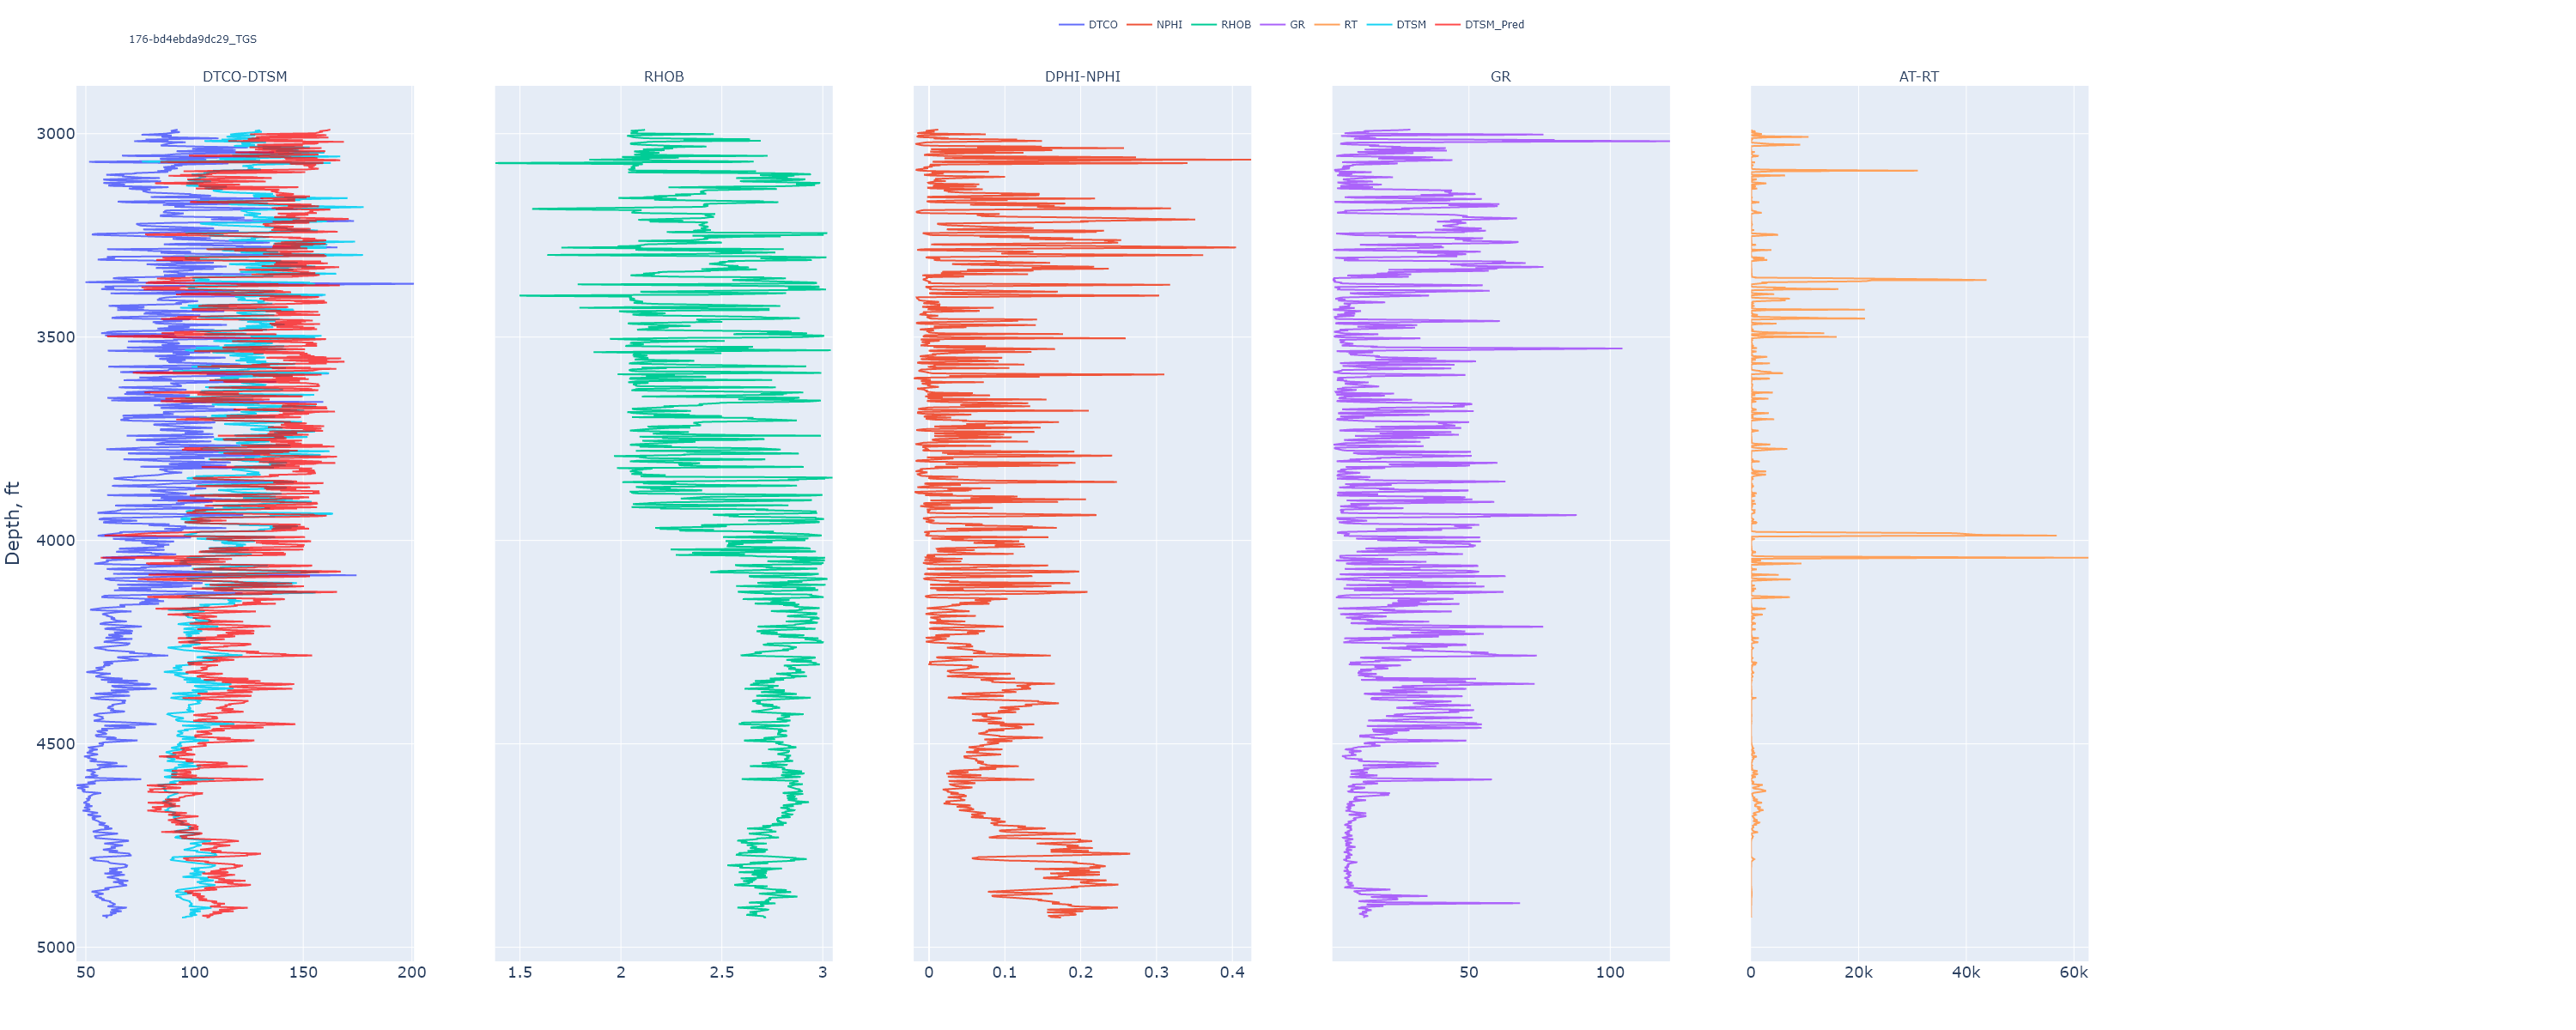 DTCO NPHI RHOB GR RT DTSM DTSM_Pred
176-bd4ebda9dc29_TGS
DTCO-DTSM RHOB DPHI-NPHI GR AT-RT
Depth, ft
3000
3500
4000
4500
5000
50 100 150 200 1.5 2 2.5 3 0 0.1 0.2 0.3 0.4 50 100 0 20k 40k 60k